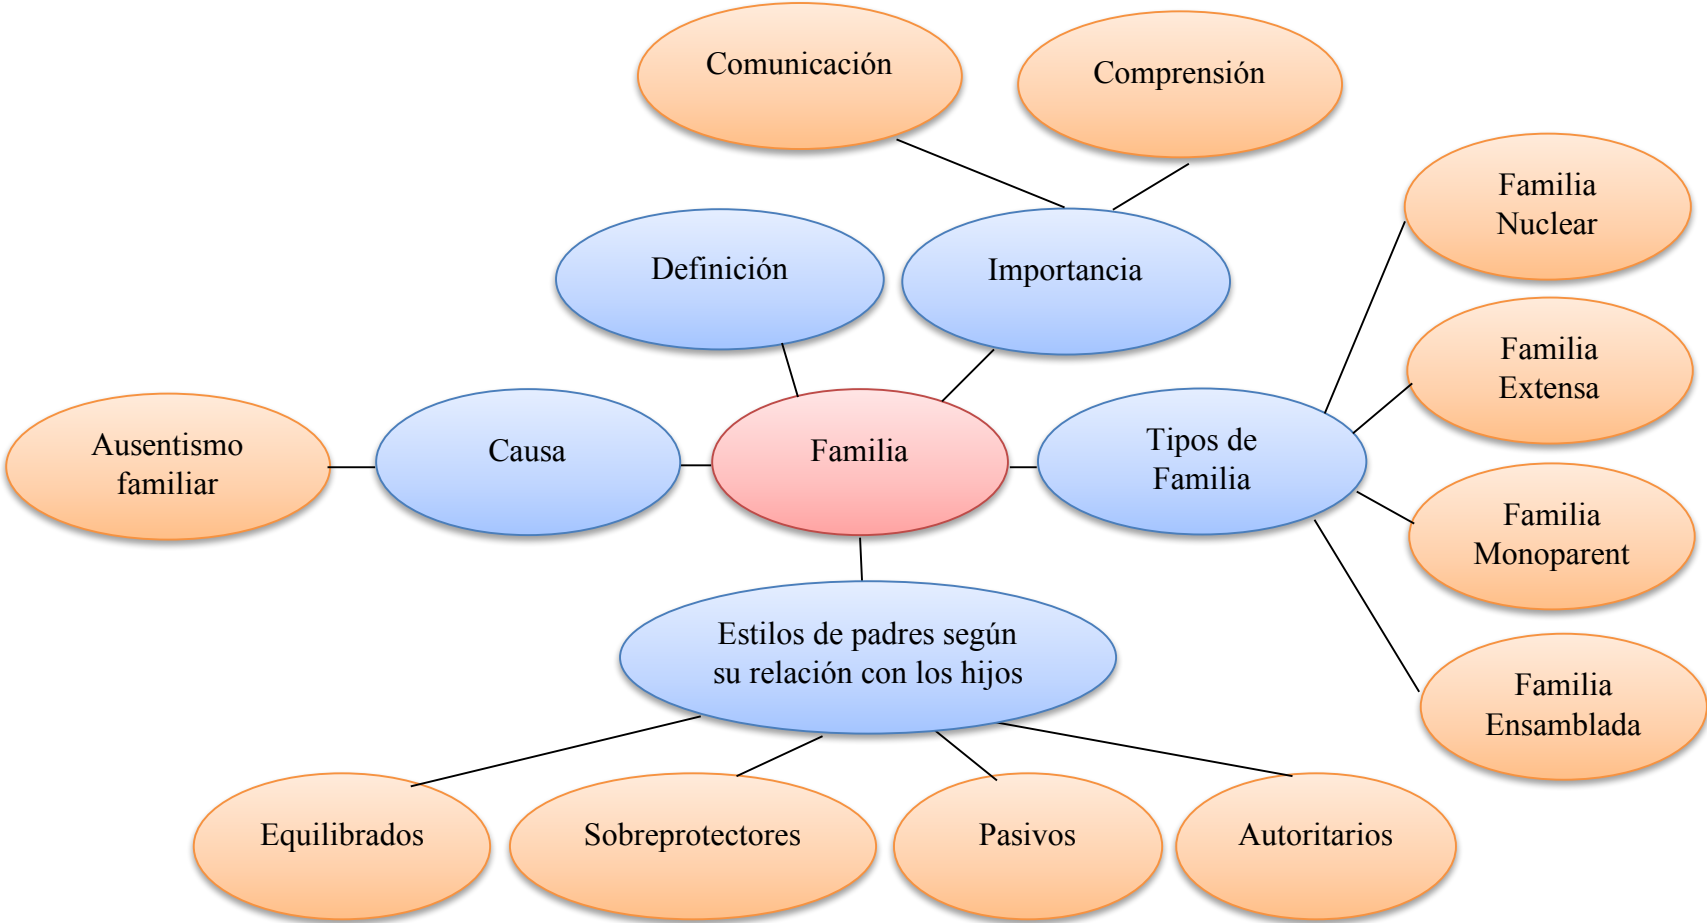 Comunicación
Comprensión
Familia
Nuclear
Definición
Importancia
Familia
Extensa
Ausentismo
familiar
Causa
Familia
Tipos de
Familia
Familia
Monoparent
Estilos de padres según
su relación con los hijos
Familia
Ensamblada
Equilibrados
Sobreprotectores
Pasivos
Autoritarios